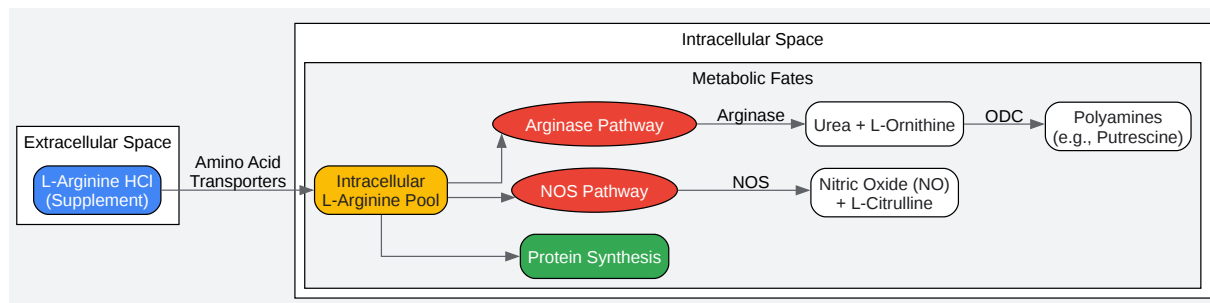 Intracellular Space
Metabolic Fates
Extracellular Space
L-Arginine HCl
(Supplement)
Amino Acid
Transporters
Intracellular
L-Arginine Pool
Arginase Pathway
Arginase
Urea + L-Ornithine
ODC
Polyamines
(e.g., Putrescine)
NOS Pathway
NOS
Nitric Oxide (NO)
+ L-Citrulline
Protein Synthesis